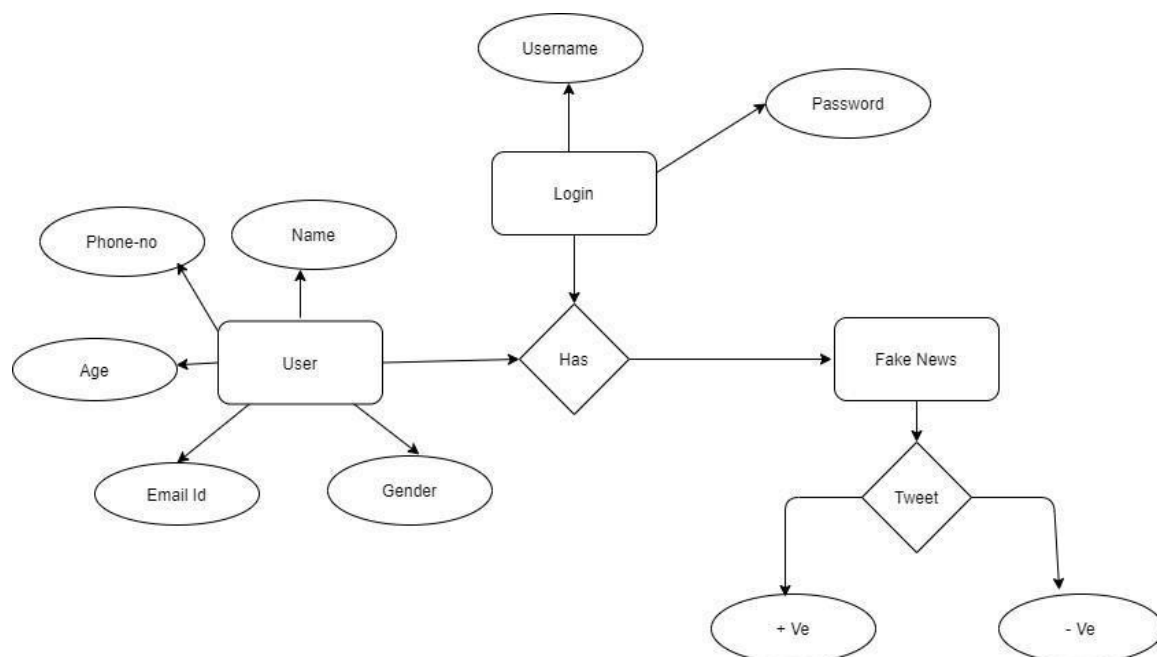 Username
Password
Login
Phone-no
Name
Age
User
Has
Fake News
Email Id
Gender
Tweet
+ Ve
- Ve